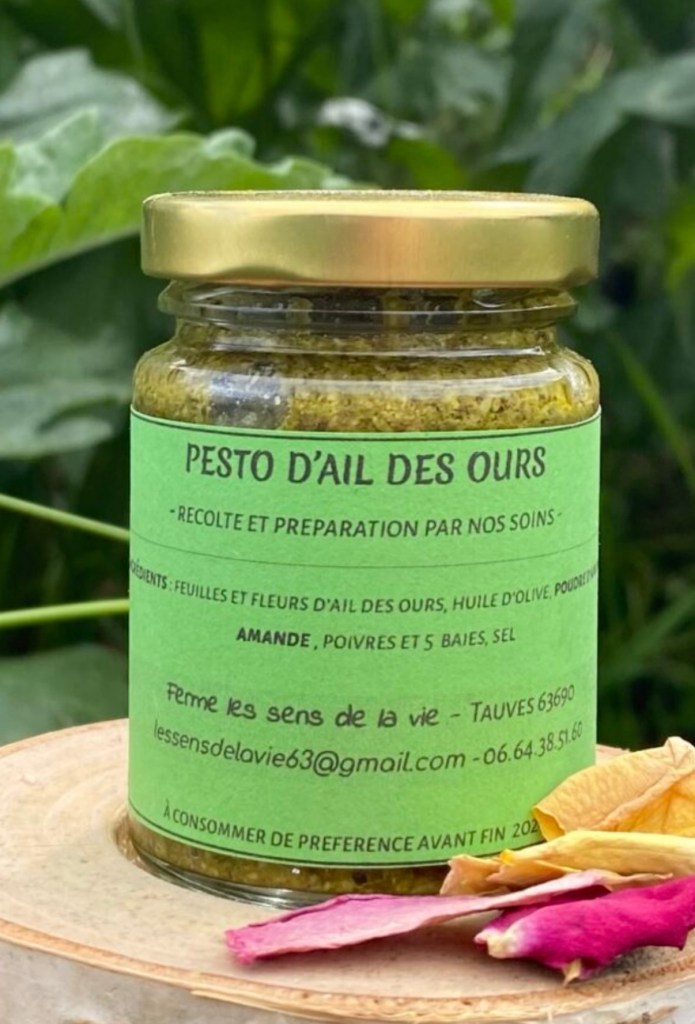 PESTO D'AIL DES OURS
- RECOLTE ET PREPARATION PAR NOS SOINS -
: FEUILLES ET FLEURS D'AIL DES OURS, HUILE D'OLIVE,
AMANDE , POIVRES ET 5 BAIES, SEL
Ferme les sens de la vie - TAUVES 63690
lessensdelavie63@gmail.com - 06.64.38.51.60
À CONSOMMER DE PREFERENCE AVANT FIN